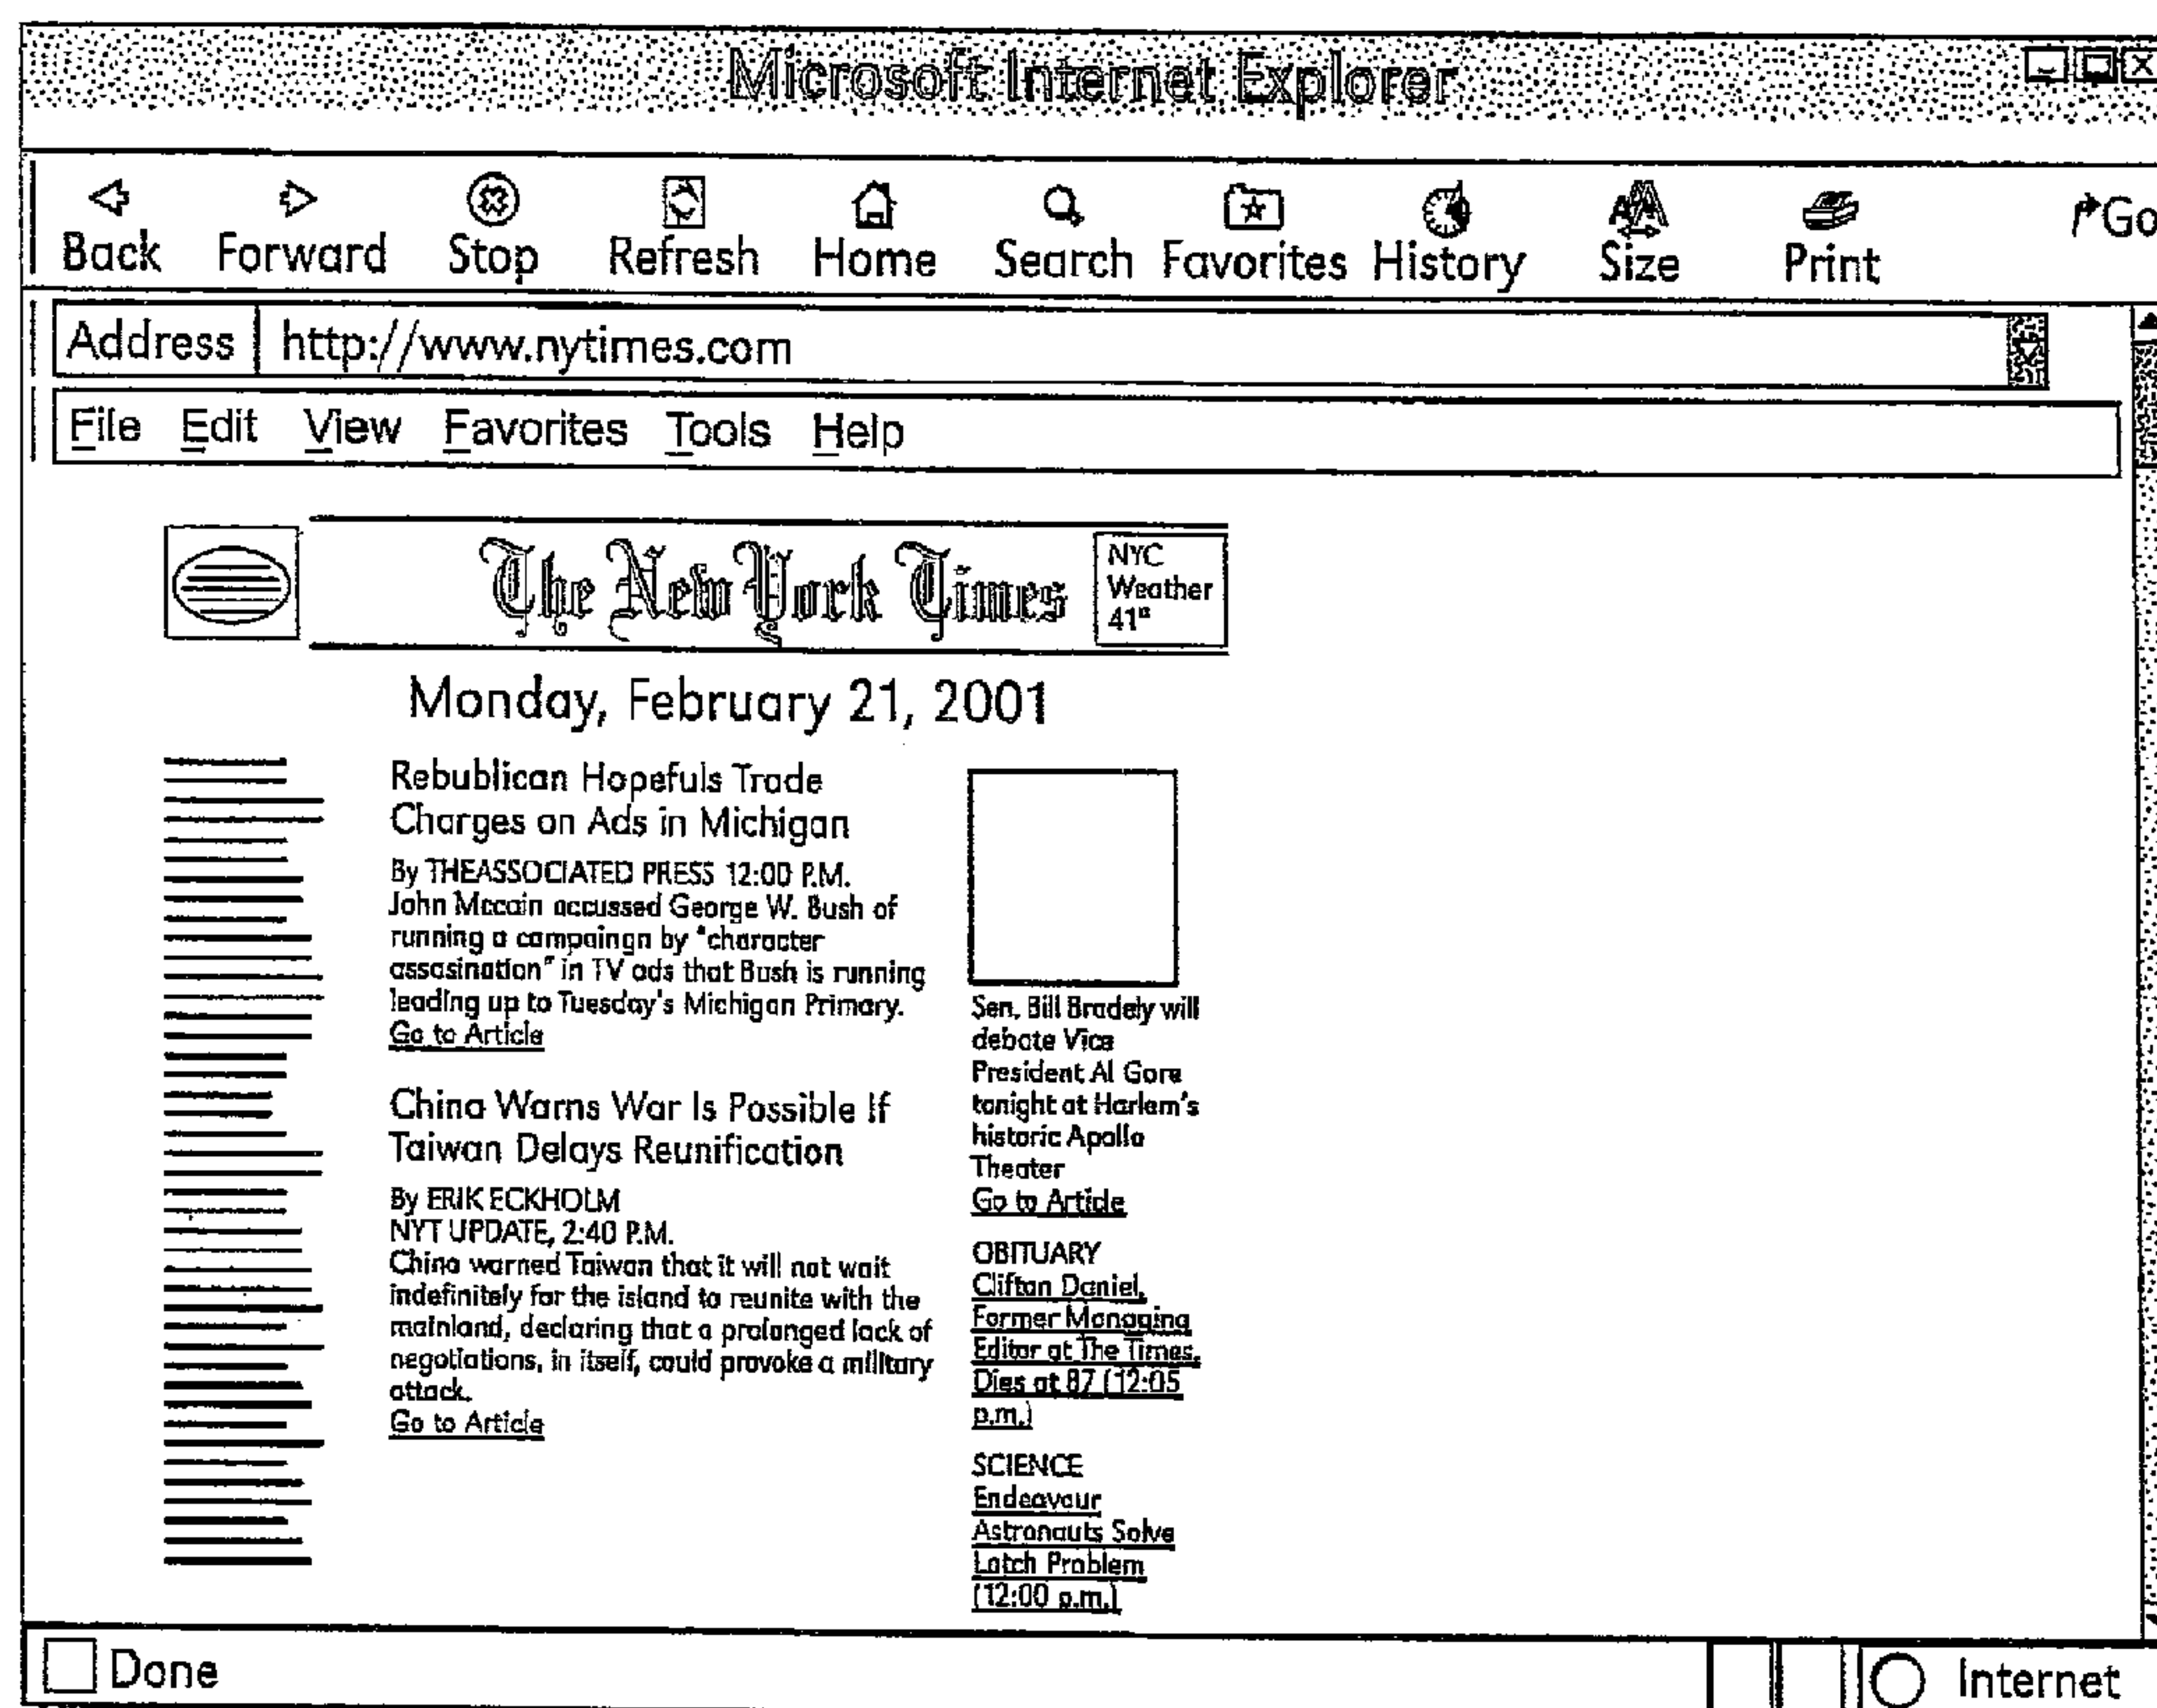 Microsoft Internet Explorer
Back Forward Stop Refresh Home Search Favorites History Size Print Go
Address http://www.nytimes.com
File Edit View Favorites Tools Help
The New York Times
NYC
Weather
41°
Monday, February 21, 2001
Rebublican Hopefuls Trade
Charges on Ads in Michigan
By THEASSOCIATED PRESS 12:00 P.M.
John Mccain accussed George W. Bush of
running a campaingn by "character
assasination" in TV ads that Bush is running
leading up to Tuesday's Michigan Primary.
Go to Article
China Warns War Is Possible If
Taiwan Delays Reunification
By ERIK ECKHOLM
NYT UPDATE, 2:40 P.M.
China warned Taiwan that it will not wait
indefinitely for the island to reunite with the
mainland, declaring that a prolonged lack of
negotiations, in itself, could provoke a military
attack.
Go to Article
Sen. Bill Bradely will
debate Vice
President Al Gore
tonight at Harlem's
historic Apollo
Theater
Go to Article
OBITUARY
Clifton Daniel,
Former Managing
Editor at The Times,
Dies at 87 (12:05
p.m.)
SCIENCE
Endeavour
Astronauts Solve
Latch Problem
(12:00 p.m.)
Done
Internet